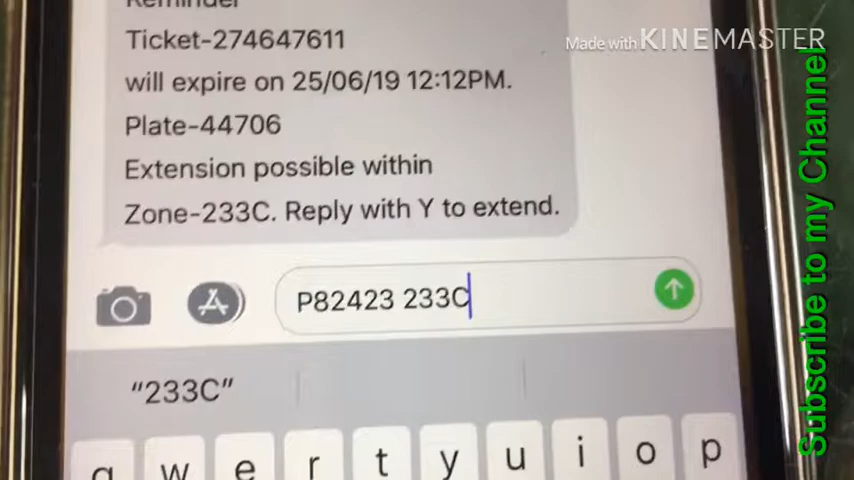 Reminder
Ticket-274647611
will expire on 25/06/19 12:12PM.
Plate-44706
Extension possible within
Zone-233C. Reply with Y to extend.
P82423 233C
"233C"
q w e r t y u i o p
Made with KINEMASTER
Subscribe to my Channel